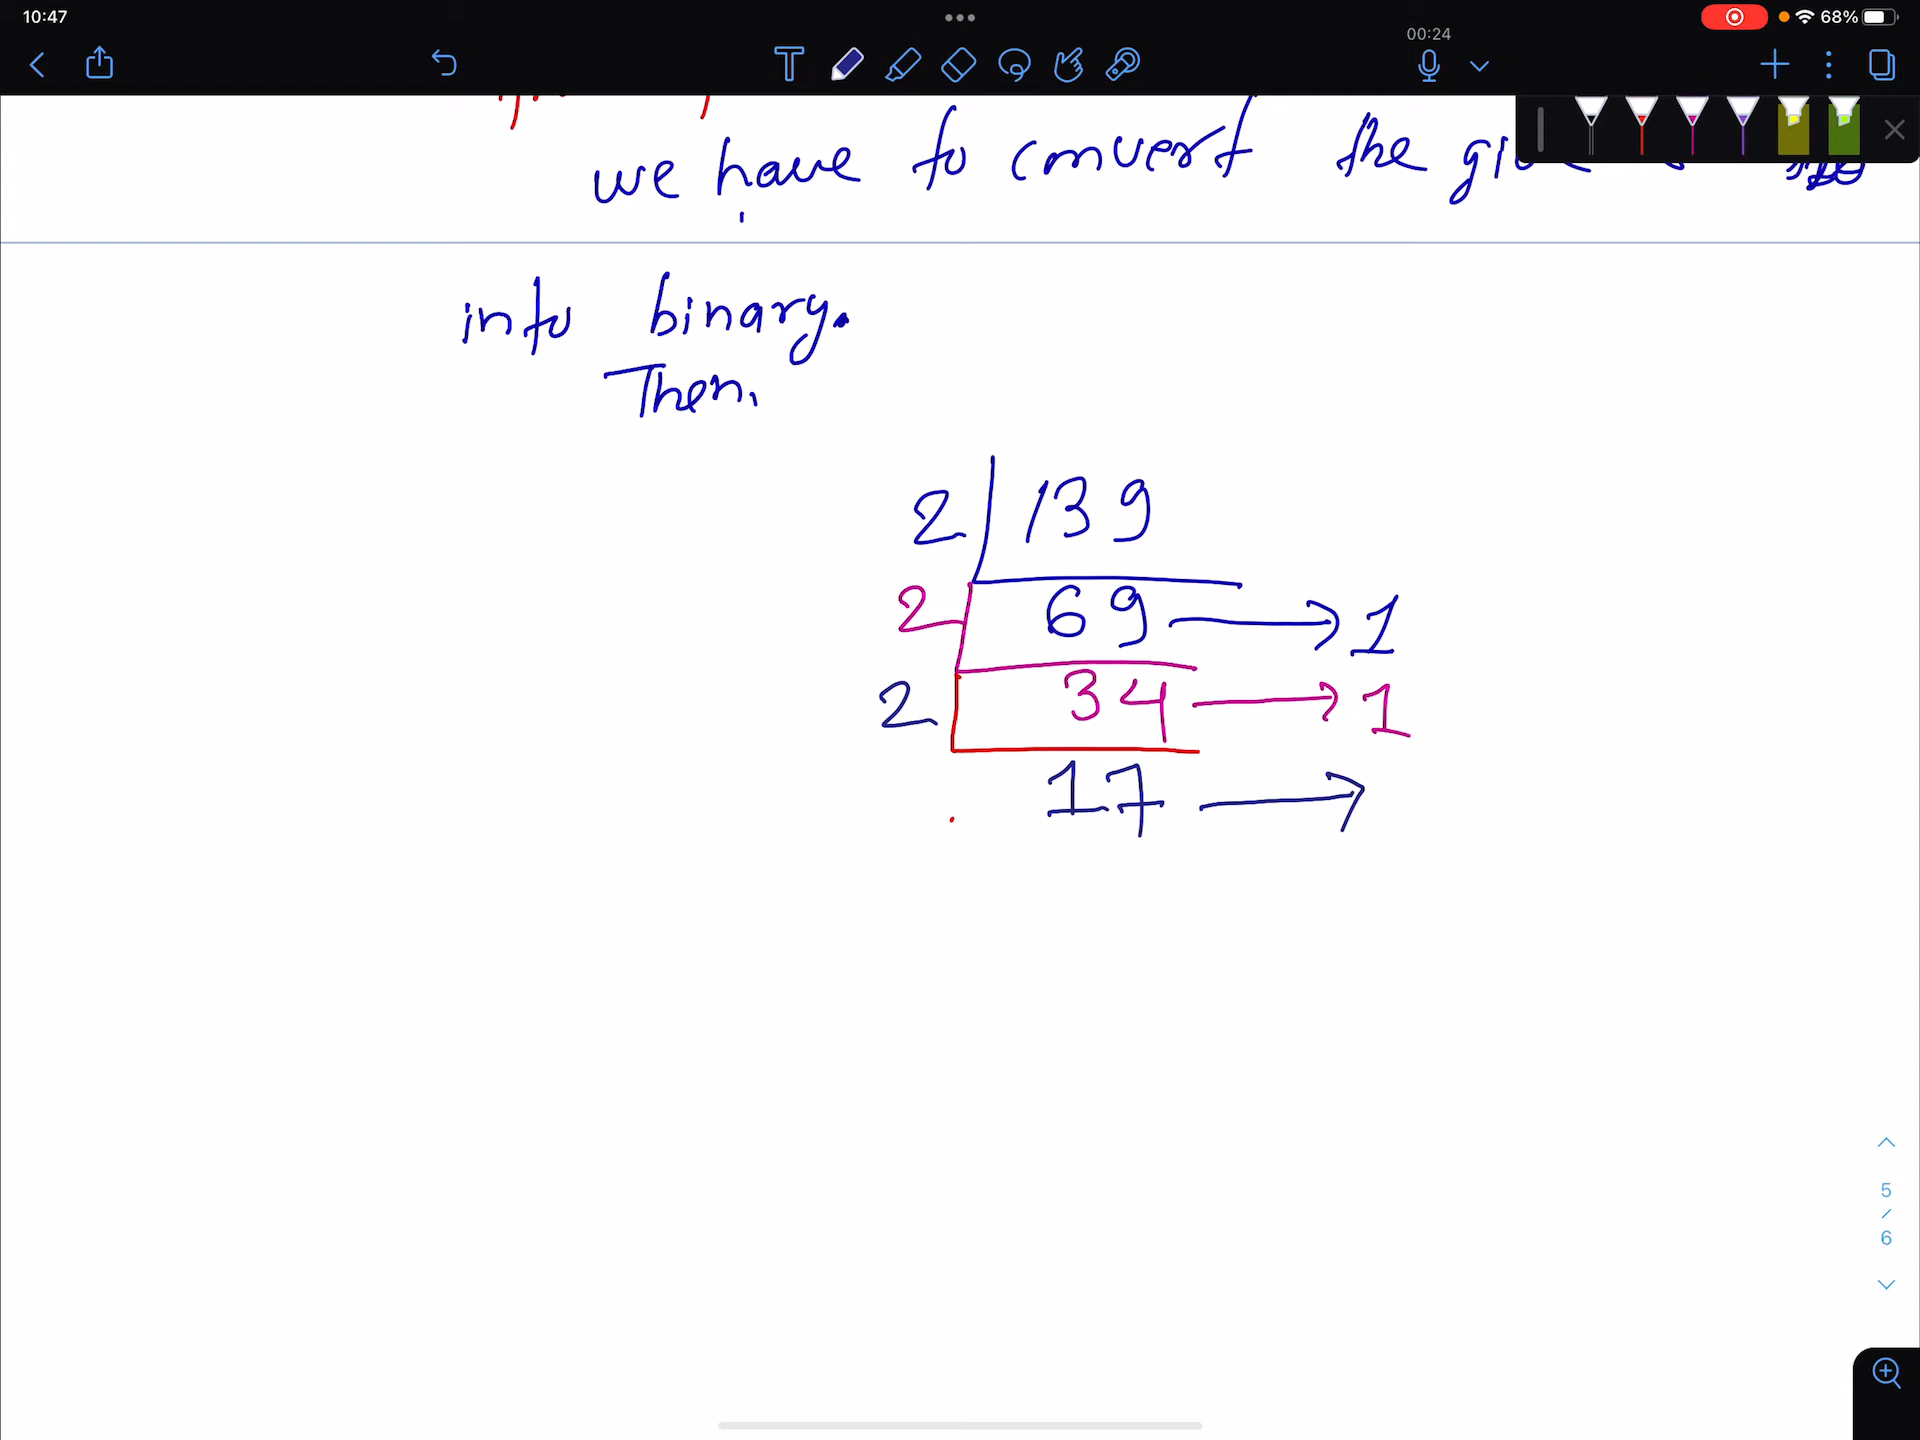 10:47
68%
00:24
we have to convert the
into binary.
Then,
2 139
2 69 → 1
2 34 → 1
17 →
5
/
6